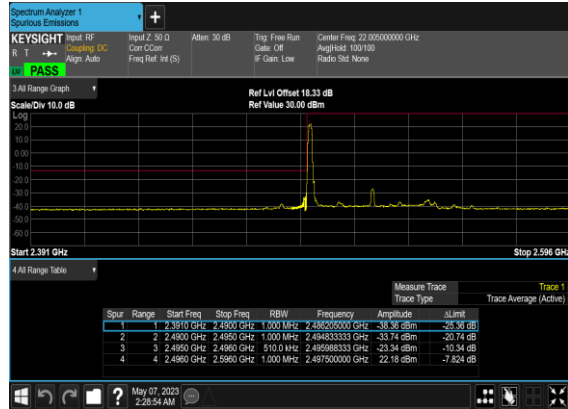 Spectrum Analyzer 1
Spurious Emissions
+
KEYSIGHT Input: RF Input Z: 50 Ω Atten: 30 dB Trig: Free Run Center Freq: 22.005000000 GHz
R T Coupling: DC Corr CCorr Gate: Off Avg|Hold: 100/100
Align: Auto Freq Ref: Int (S) IF Gain: Low Radio Std: None
PASS
3 All Range Graph
Ref Lvl Offset 18.33 dB
Scale/Div 10.0 dB Ref Value 30.00 dBm
Log
20.0
10.0
0.00
-10.0
-20.0
-30.0
-40.0
-50.0
-60.0
Start 2.391 GHz Stop 2.596 GHz
4 All Range Table
Measure Trace Trace 1
Trace Type Trace Average (Active)
Spur Range Start Freq Stop Freq RBW Frequency Amplitude ΔLimit
1 1 2.3910 GHz 2.4900 GHz 1.000 MHz 2.486205000 GHz -38.36 dBm -25.36 dB
2 2 2.4900 GHz 2.4950 GHz 1.000 MHz 2.494833333 GHz -33.74 dBm -20.74 dB
3 3 2.4950 GHz 2.4960 GHz 510.0 kHz 2.495988333 GHz -23.34 dBm -10.34 dB
4 4 2.4960 GHz 2.5960 GHz 1.000 MHz 2.497500000 GHz 22.18 dBm -7.824 dB
? May 07, 2023
2:28:54 AM